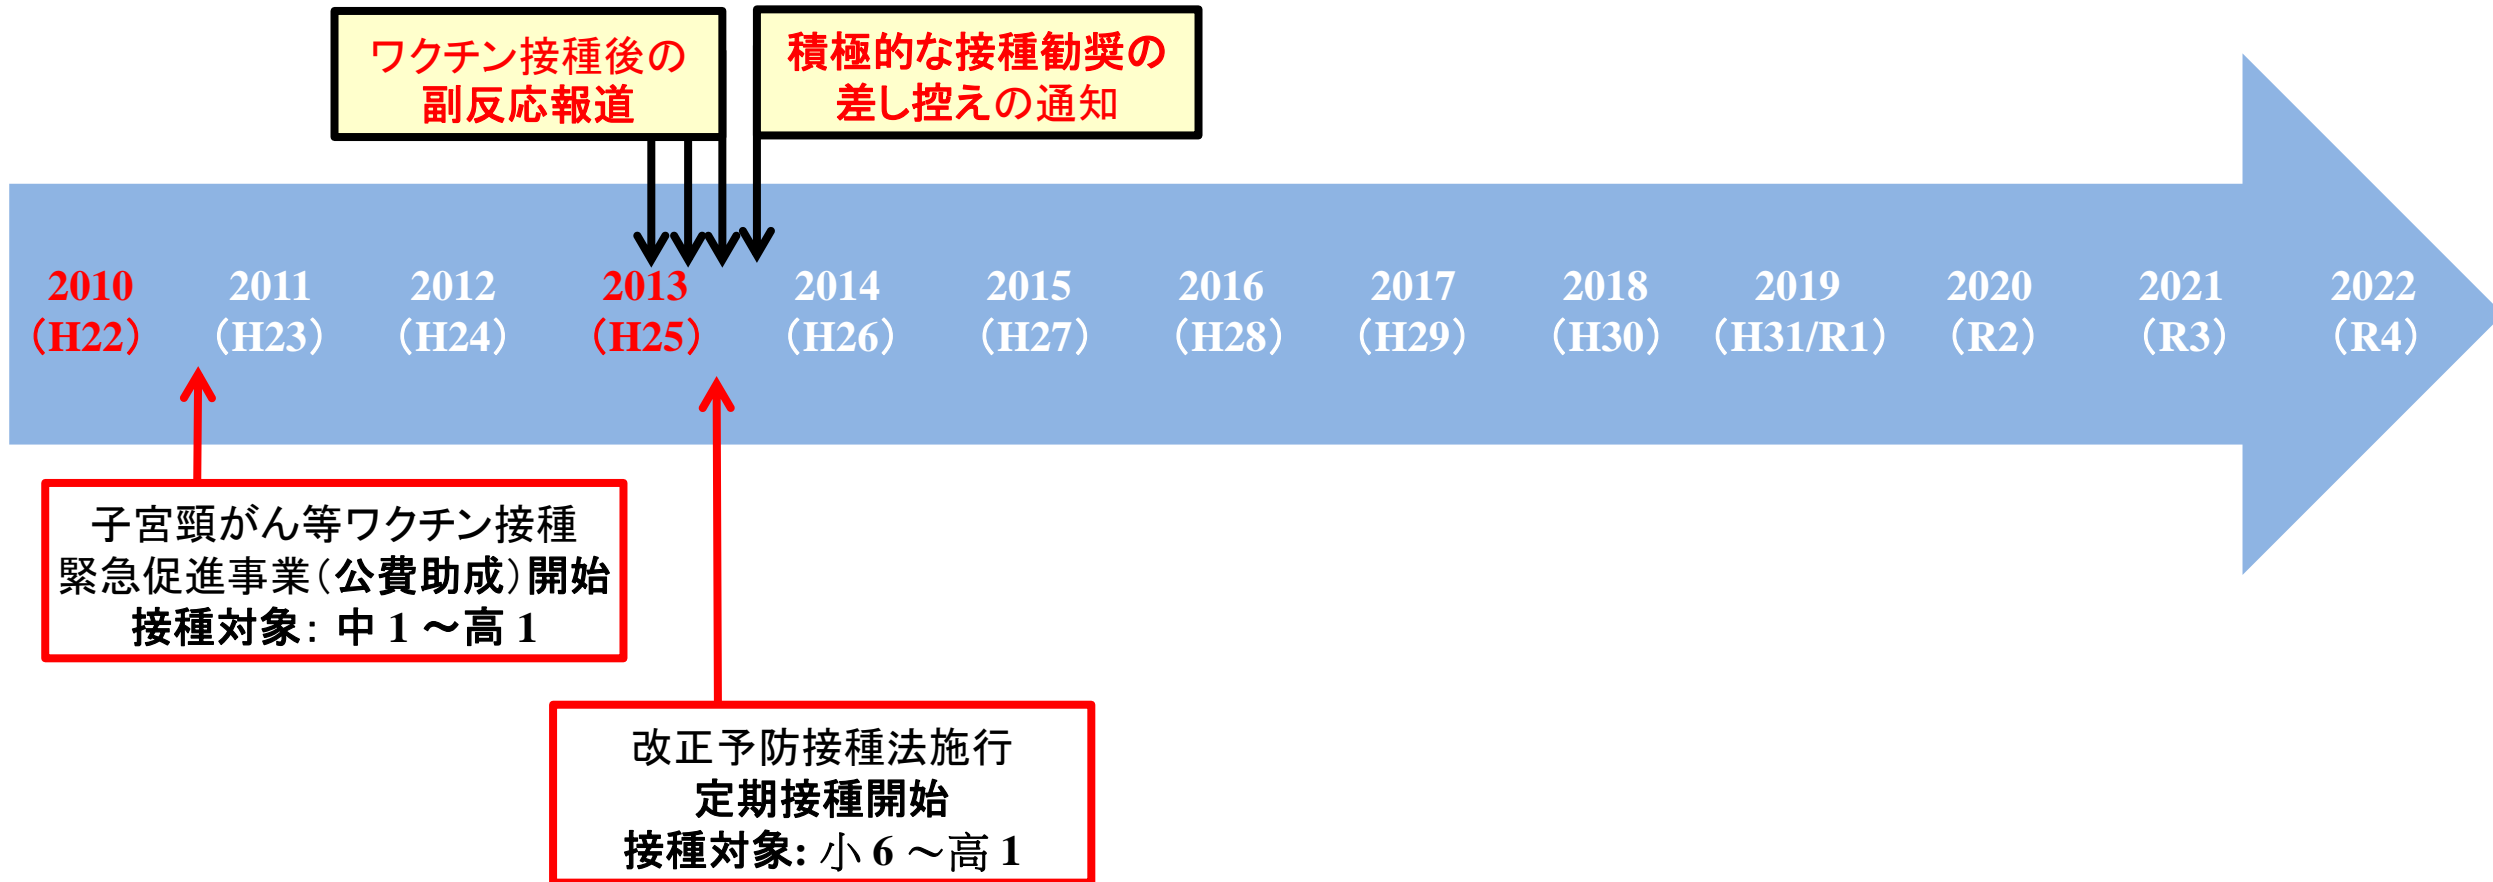 ワクチン接種後の
副反応報道
積極的な接種勧奨の
差し控えの通知
2010 2011 2012 2013 2014 2015 2016 2017 2018 2019 2020 2021 2022
(H22) (H23) (H24) (H25) (H26) (H27) (H28) (H29) (H30) (H31/R1) (R2) (R3) (R4)
子宮頸がん等ワクチン接種
緊急促進事業(公費助成)開始
接種対象：中1～高1
改正予防接種法施行
定期接種開始
接種対象：小6～高1